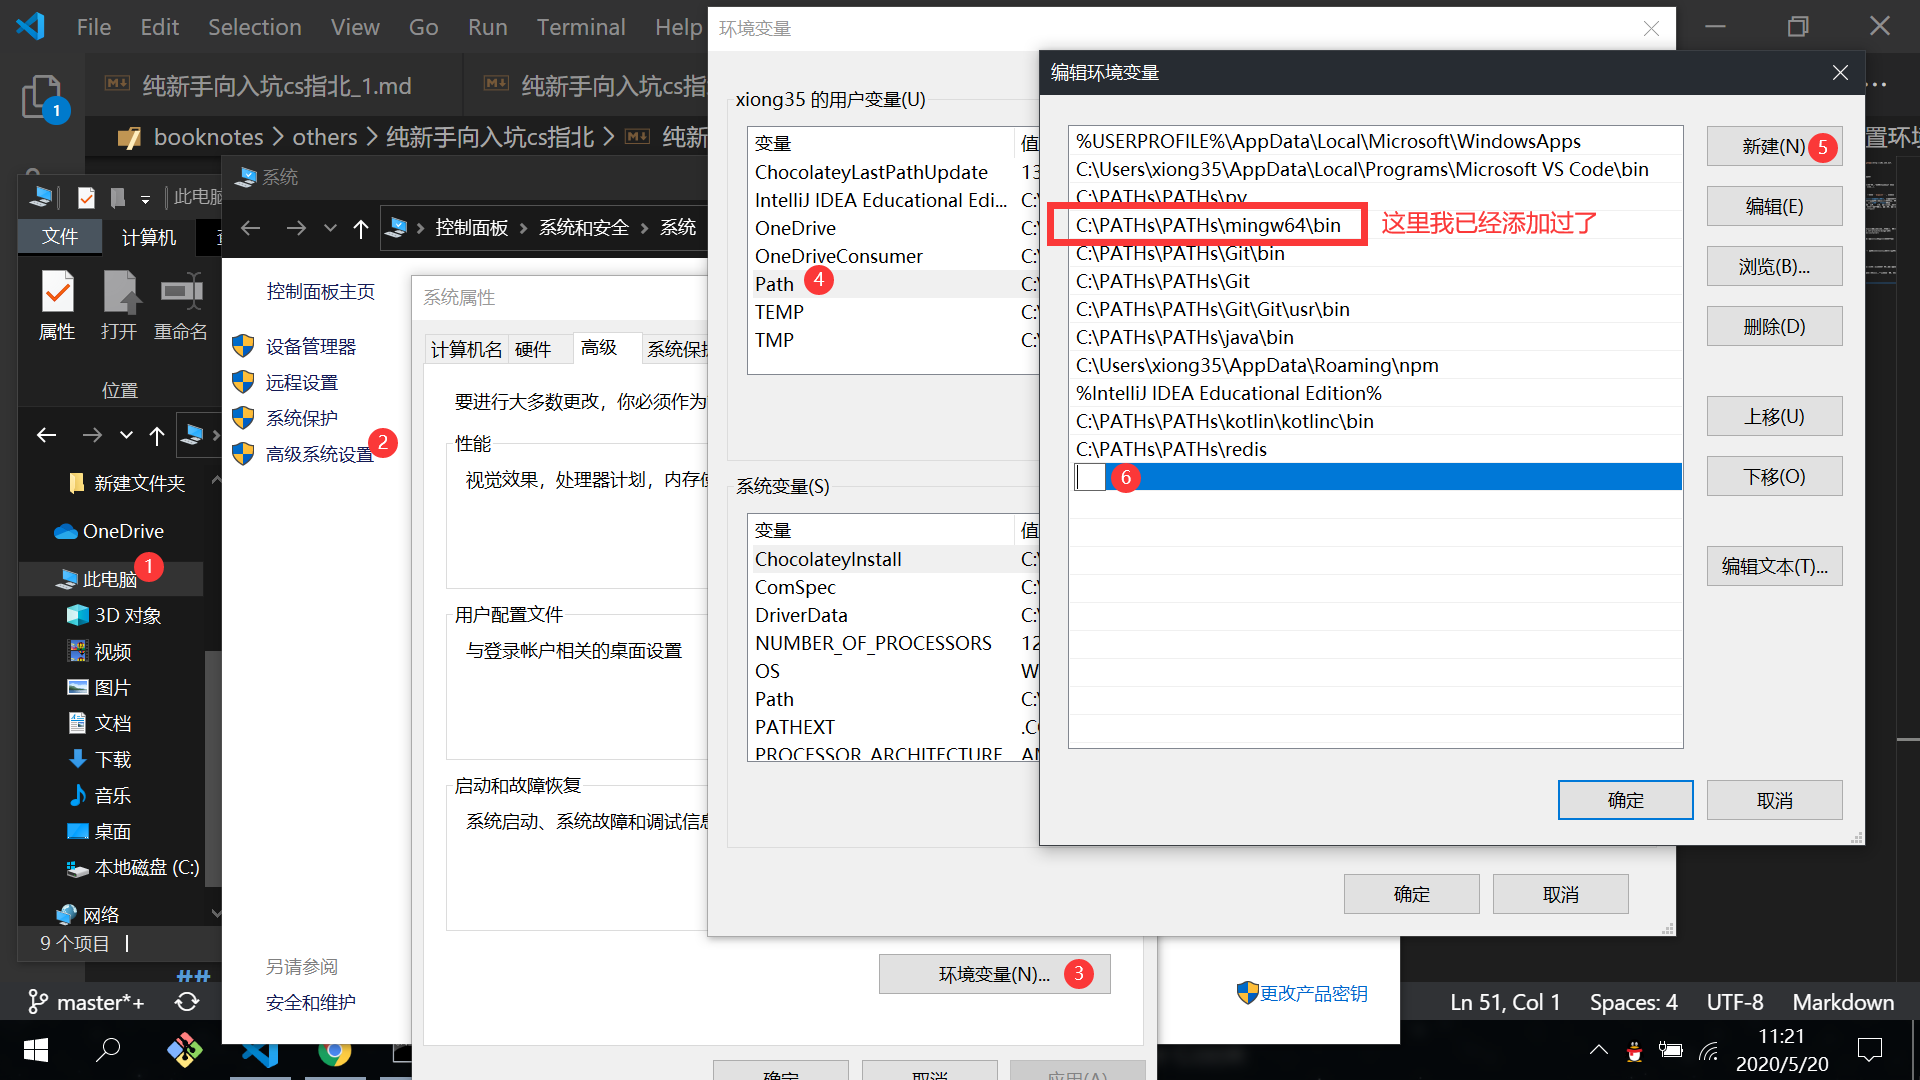 File Edit Selection View Go Run Terminal Help
纯新手向入坑cs指北_1.md
纯新手向入坑cs指
1
booknotes > others > 纯新手向入坑cs指北 > 纯新
置环境
此电脑
文件
计算机
属性
打开
重命名
位置
新建文件夹
OneDrive
此电脑 1
3D 对象
视频
图片
文档
下载
音乐
桌面
本地磁盘 (C:)
网络
9 个项目
##
系统
控制面板 > 系统和安全 > 系统
控制面板主页
设备管理器
远程设置
系统保护
高级系统设置 2
另请参阅
安全和维护
更改产品密钥
系统属性
计算机名 硬件 高级 系统保护
要进行大多数更改，你必须作为
性能
视觉效果，处理器计划，内存使
用户配置文件
与登录帐户相关的桌面设置
启动和故障恢复
系统启动、系统故障和调试信息
环境变量(N)... 3
确定 取消 应用(A)
环境变量
xiong35 的用户变量(U)
变量 值
ChocolateyLastPathUpdate 13
IntelliJ IDEA Educational Edi... C:\
OneDrive C:\
OneDriveConsumer C:\
Path 4 C:\
TEMP C:\
TMP C:\
系统变量(S)
变量 值
ChocolateyInstall C:\
ComSpec C:\
DriverData C:\
NUMBER_OF_PROCESSORS 12
OS W
Path C:\
PATHEXT .CO
PROCESSOR_ARCHITECTURE AM
确定 取消
编辑环境变量
%USERPROFILE%\AppData\Local\Microsoft\WindowsApps
C:\Users\xiong35\AppData\Local\Programs\Microsoft VS Code\bin
C:\PATHs\PATHs\py
C:\PATHs\PATHs\mingw64\bin 这里我已经添加过了
C:\PATHs\PATHs\Git\bin
C:\PATHs\PATHs\Git
C:\PATHs\PATHs\Git\Git\usr\bin
C:\PATHs\PATHs\java\bin
C:\Users\xiong35\AppData\Roaming\npm
%IntelliJ IDEA Educational Edition%
C:\PATHs\PATHs\kotlin\kotlinc\bin
C:\PATHs\PATHs\redis
6
新建(N) 5
编辑(E)
浏览(B)...
删除(D)
上移(U)
下移(O)
编辑文本(T)...
确定 取消
master*+
Ln 51, Col 1 Spaces: 4 UTF-8 Markdown
11:21
2020/5/20